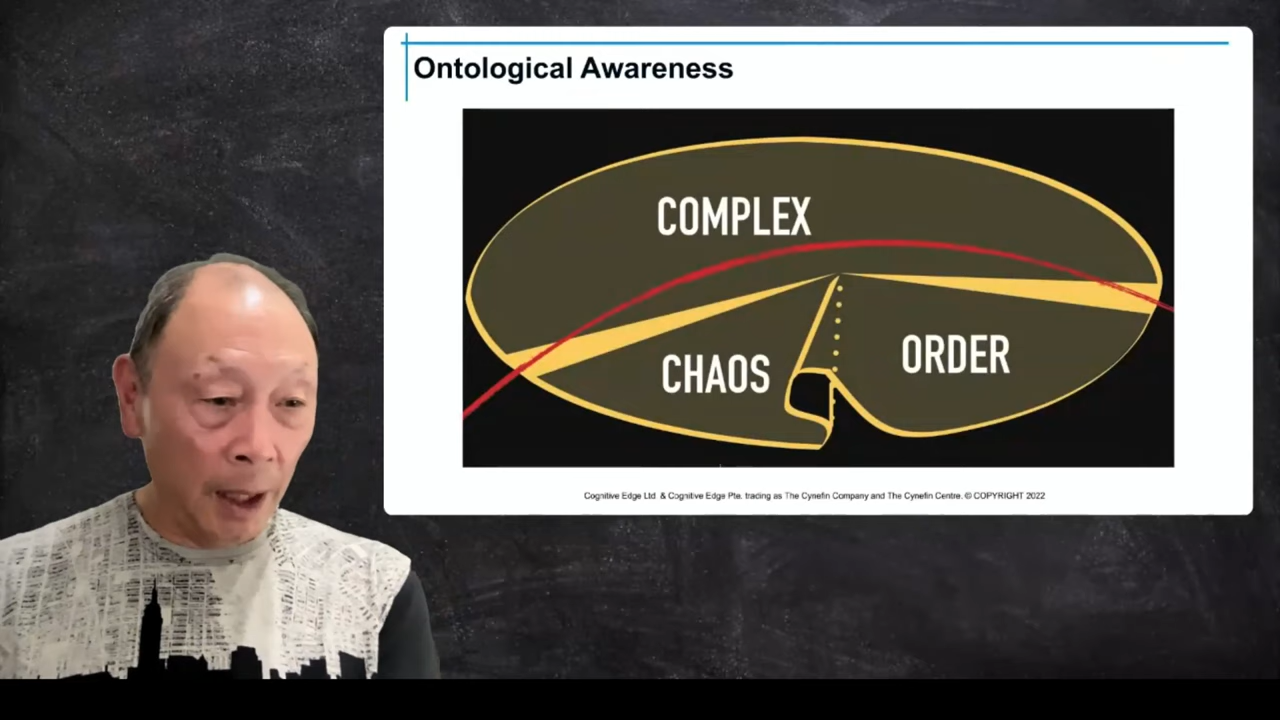 Ontological Awareness
COMPLEX
CHAOS
ORDER
Cognitive Edge Ltd. & Cognitive Edge Pte. trading as The Cynefin Company and The Cynefin Centre. © COPYRIGHT 2022